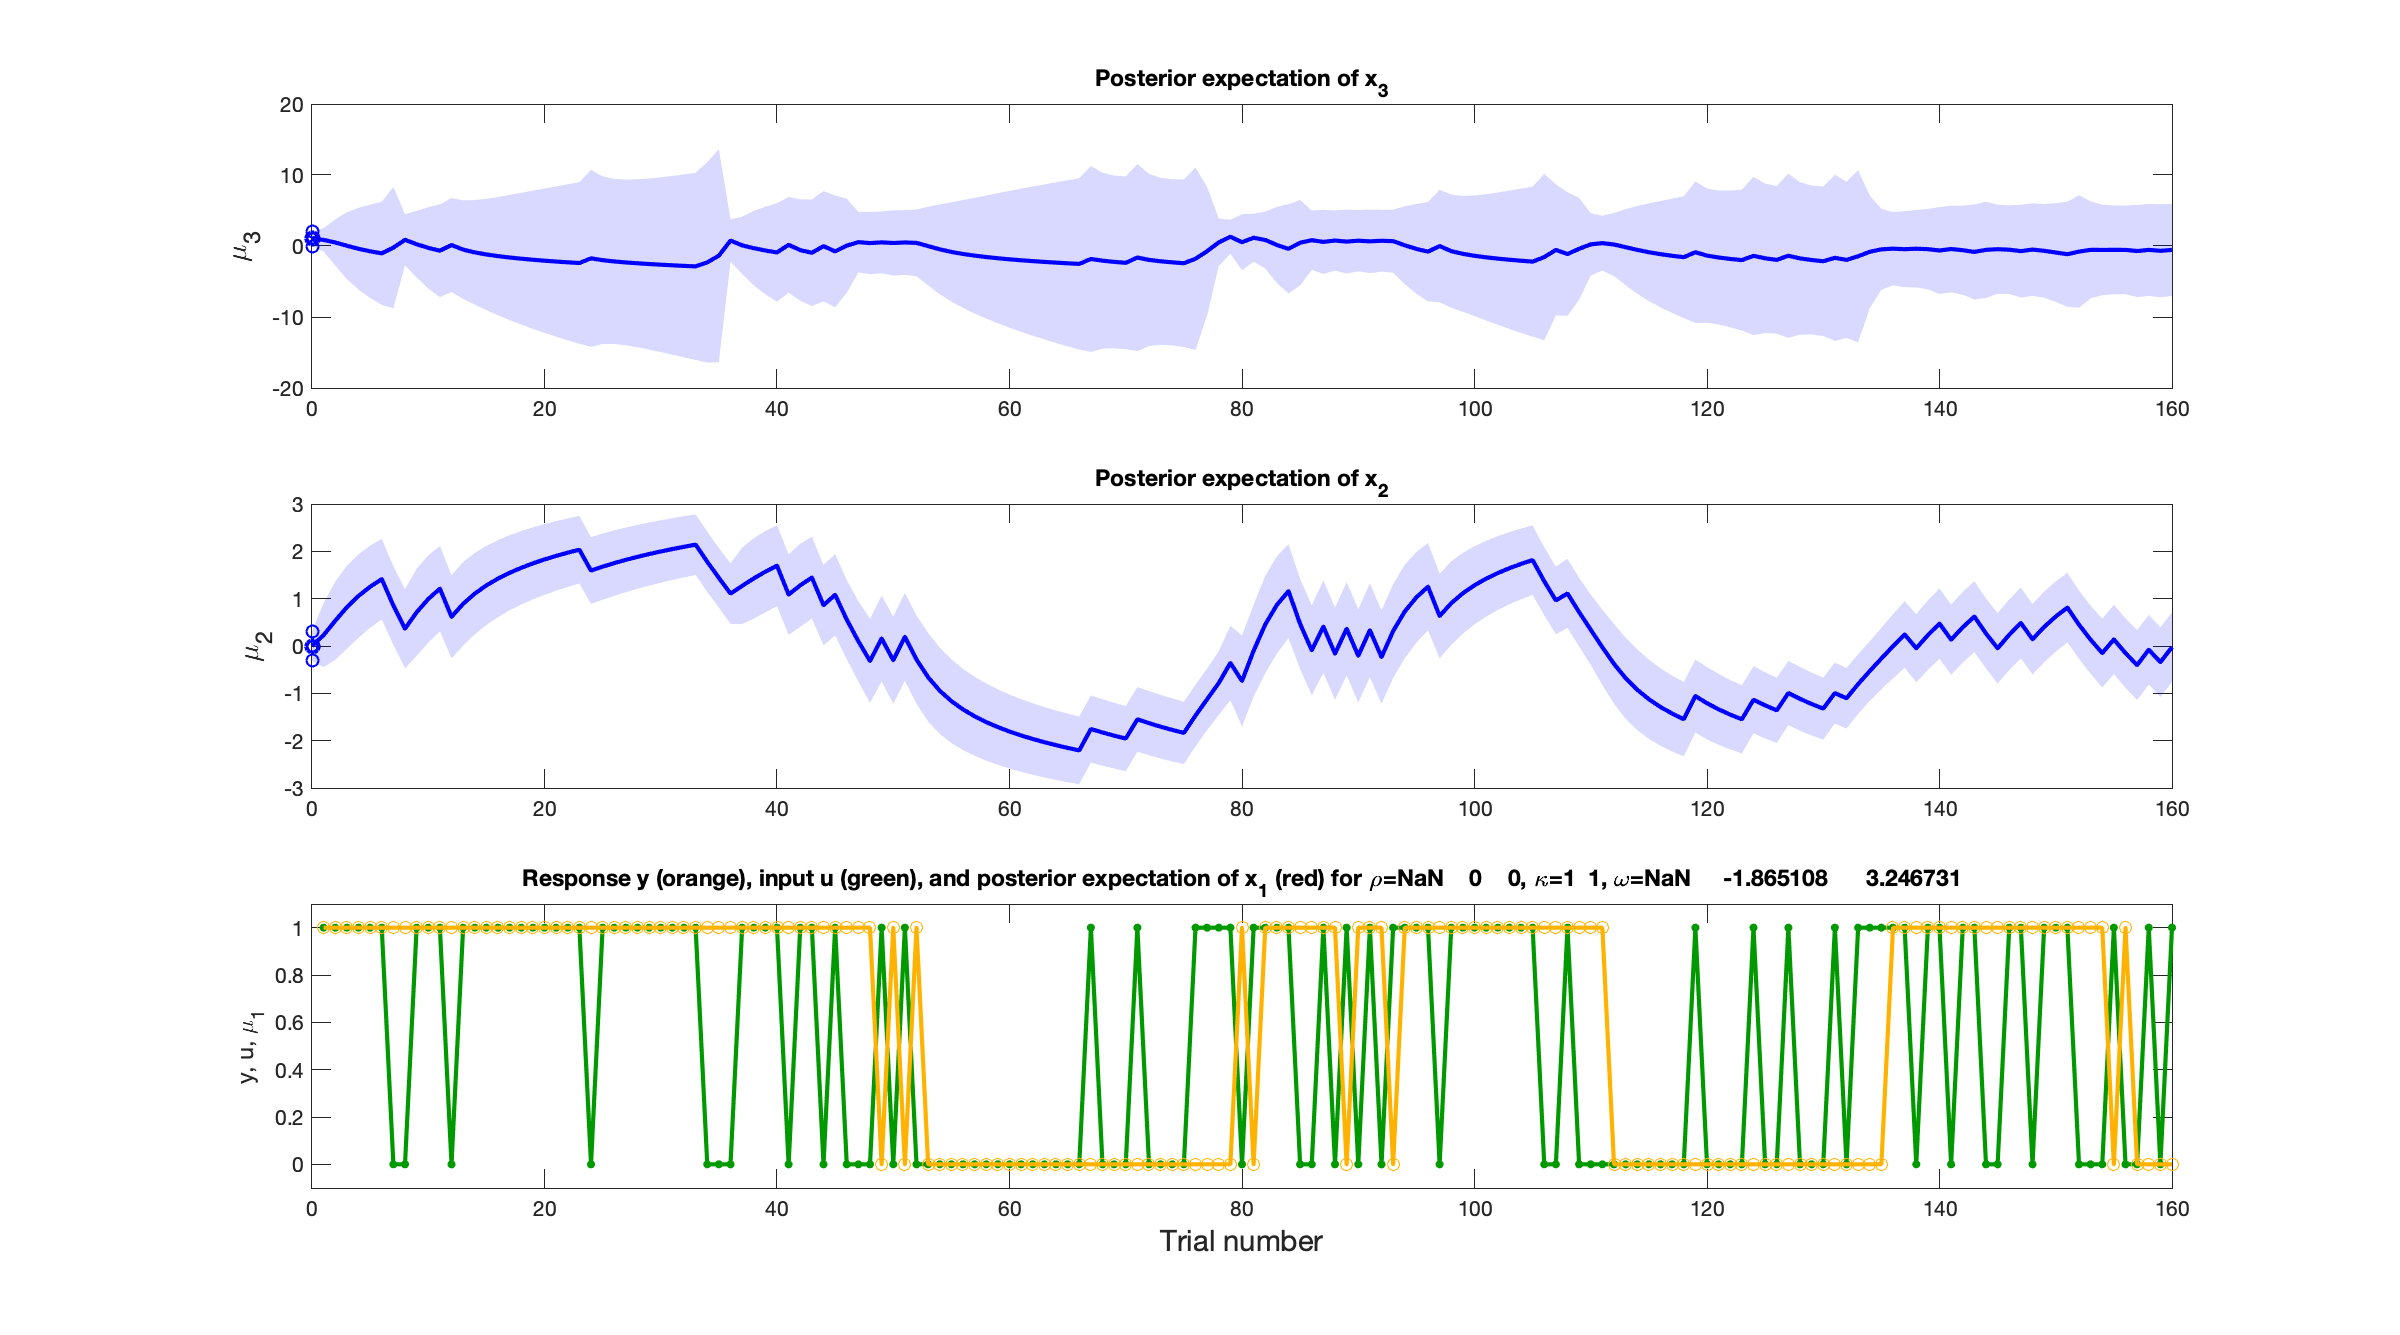 Posterior expectation of x3
20
10
0
-10
-20
μ3
0 20 40 60 80 100 120 140 160
Posterior expectation of x2
3
2
1
0
-1
-2
-3
μ2
0 20 40 60 80 100 120 140 160
Response y (orange), input u (green), and posterior expectation of x1 (red) for ρ=NaN 0 0, κ=1 1, ω=NaN -1.865108 3.246731
1
0.8
0.6
0.4
0.2
0
y, u, μ1
0 20 40 60 80 100 120 140 160
Trial number